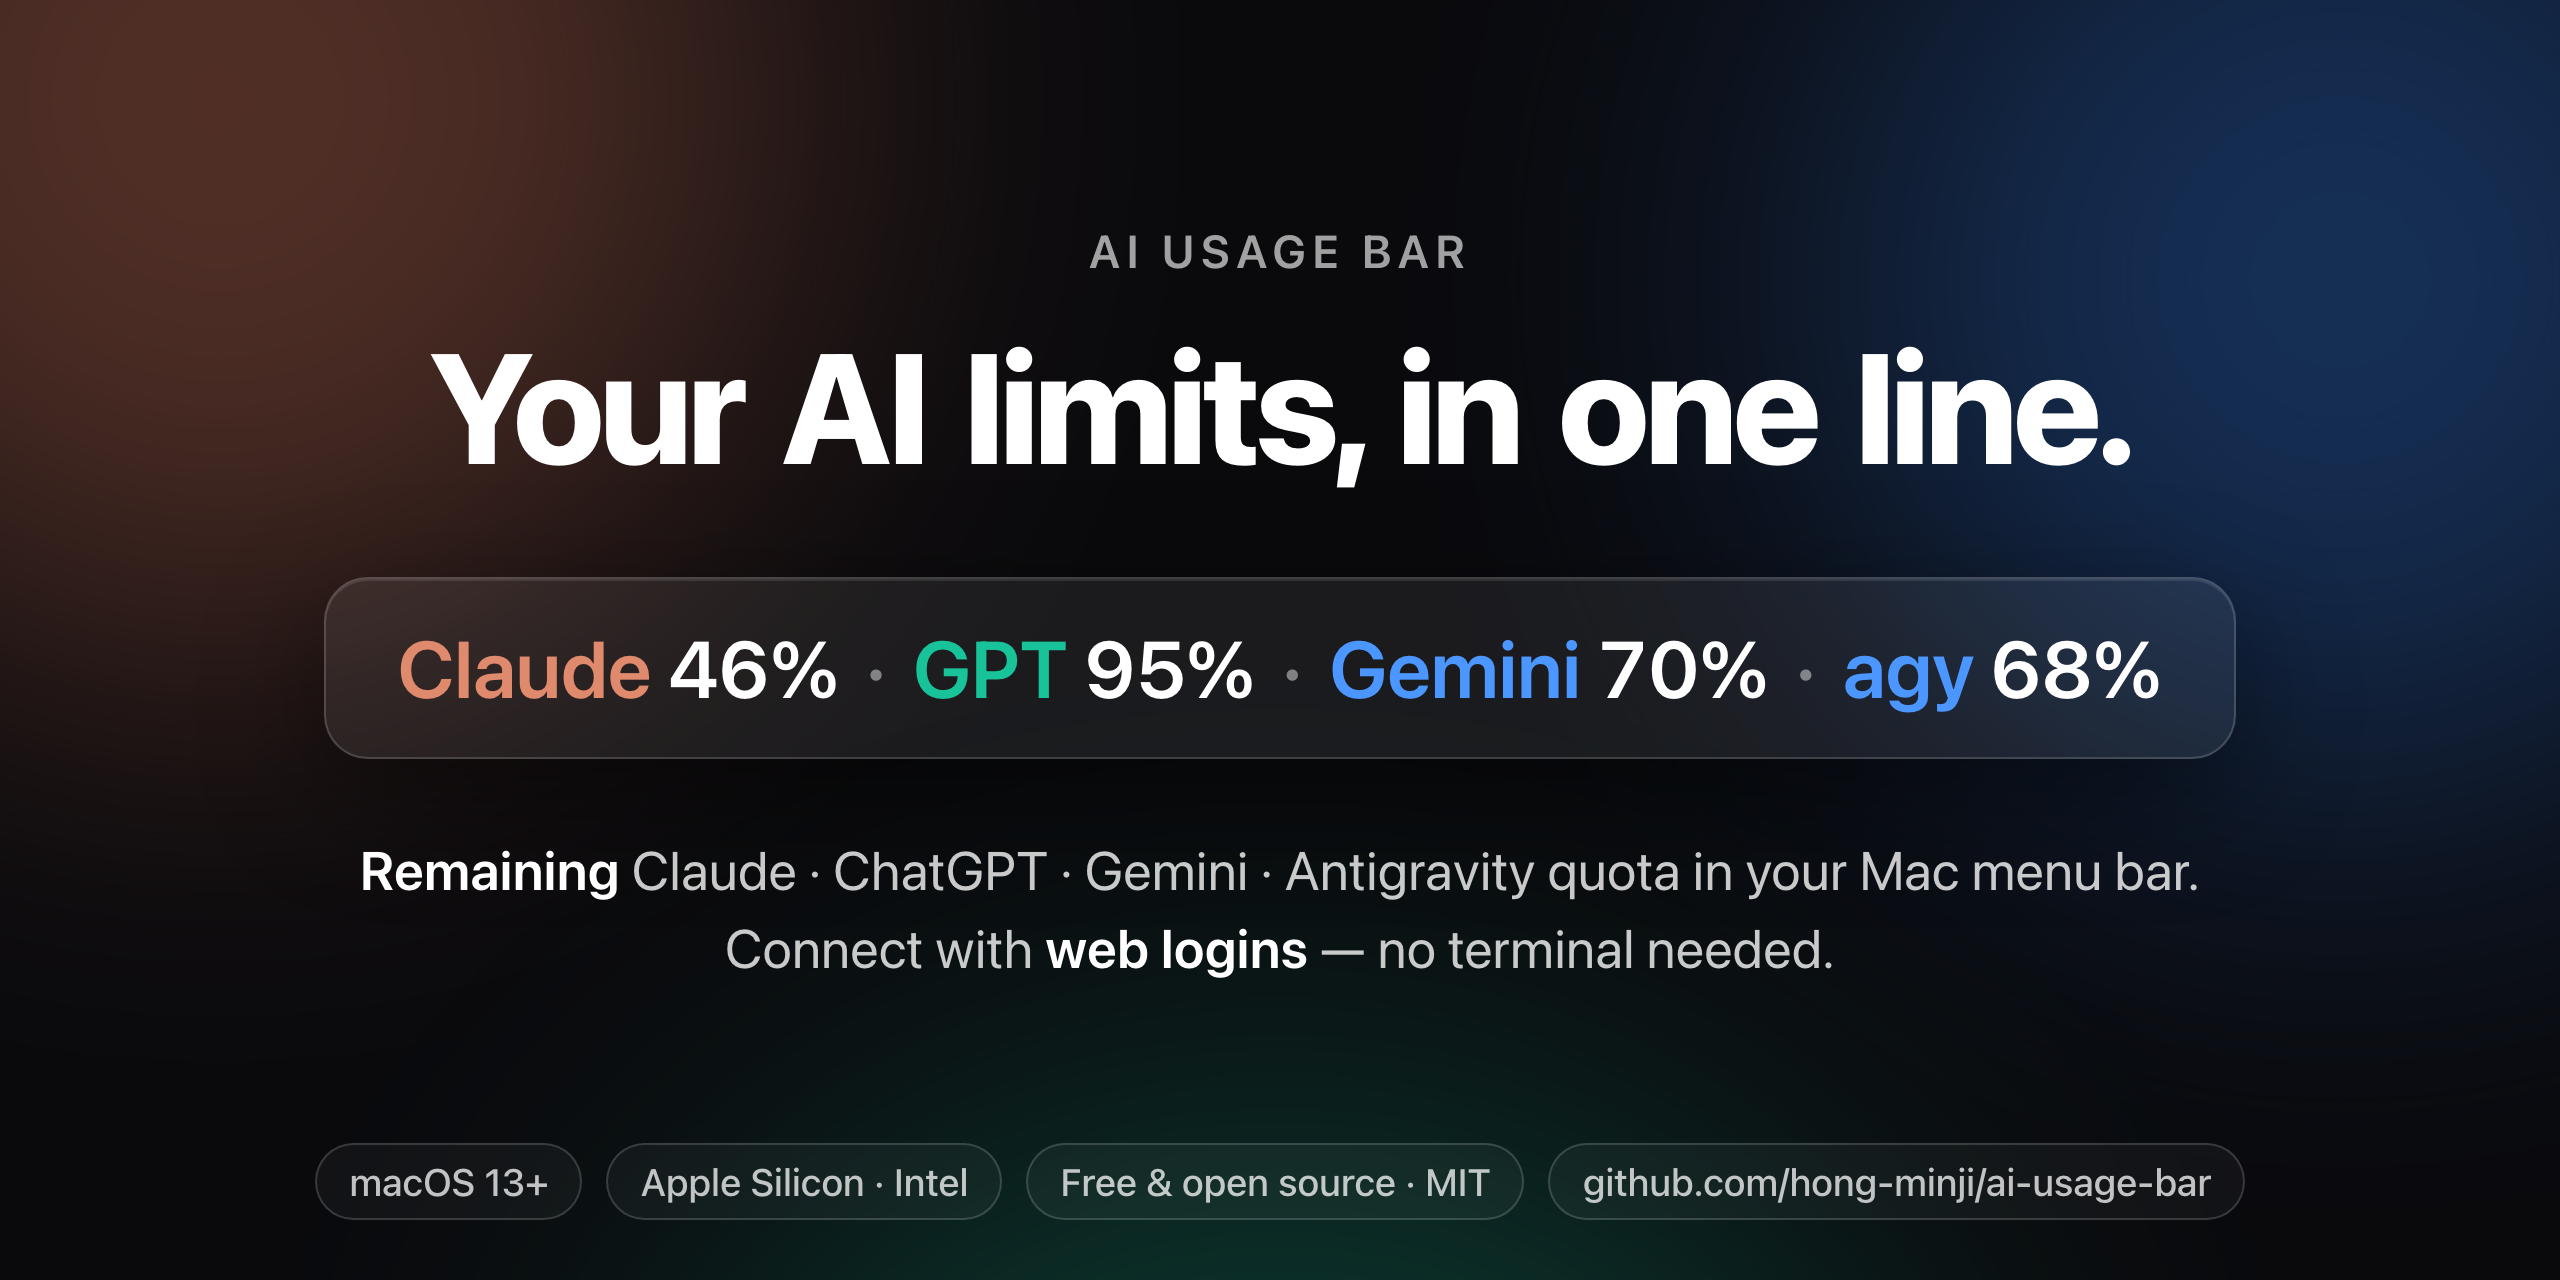 AI USAGE BAR
Your AI limits, in one line.
Claude 46% · GPT 95% · Gemini 70% · agy 68%
Remaining Claude · ChatGPT · Gemini · Antigravity quota in your Mac menu bar.
Connect with web logins — no terminal needed.
macOS 13+ Apple Silicon · Intel Free & open source · MIT github.com/hong-minji/ai-usage-bar